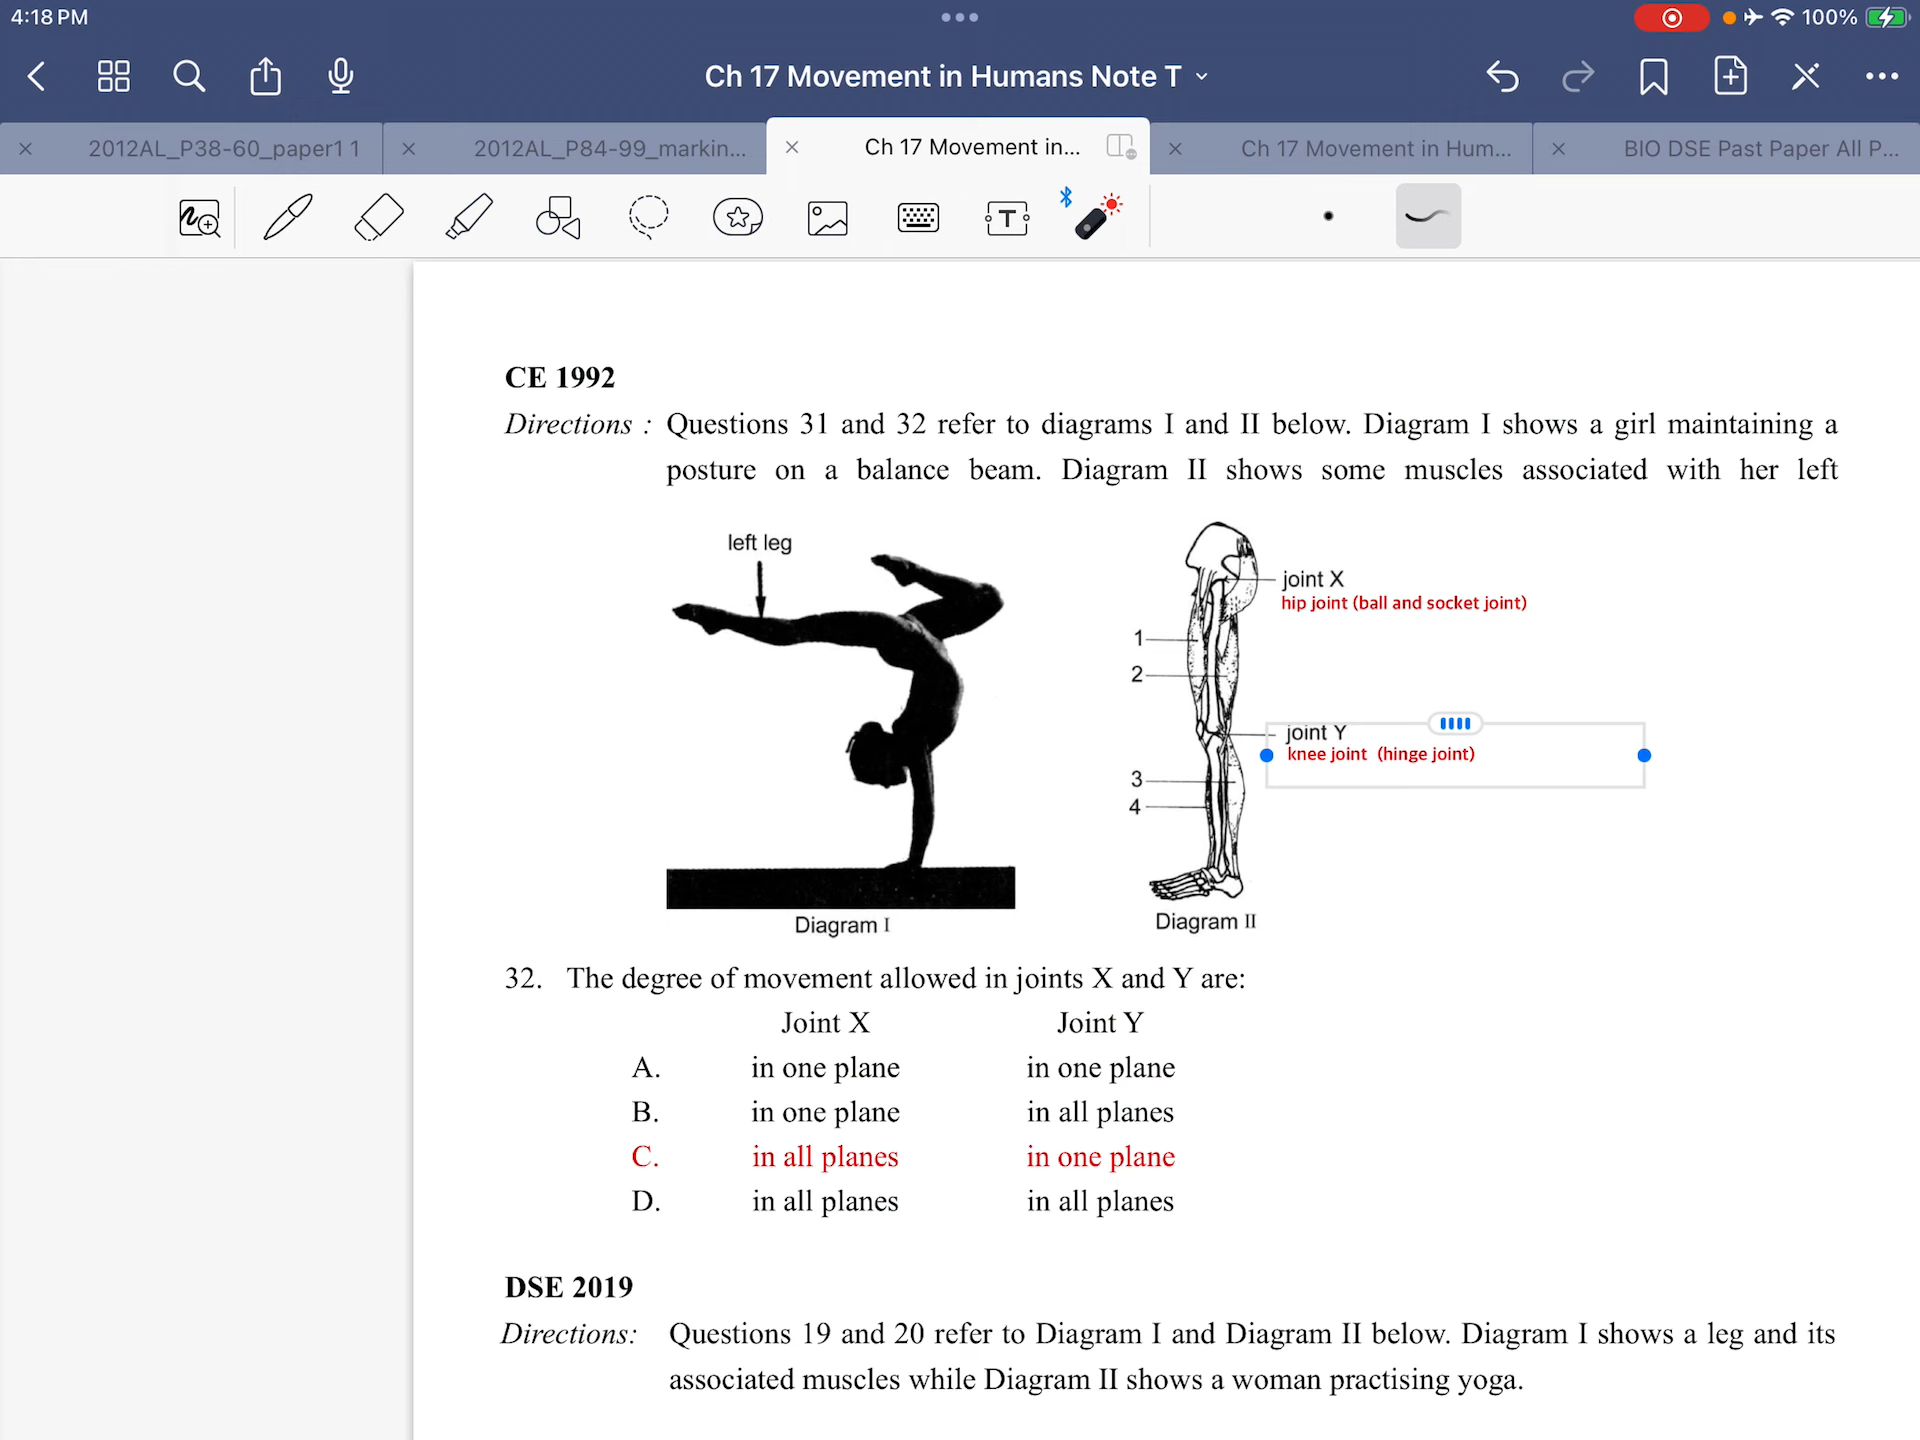 4:18 PM
100%
Ch 17 Movement in Humans Note T
2012AL_P38-60_paper1 1
2012AL_P84-99_markin...
Ch 17 Movement in...
Ch 17 Movement in Hum...
BIO DSE Past Paper All P...
T
CE 1992
Directions : Questions 31 and 32 refer to diagrams I and II below. Diagram I shows a girl maintaining a
posture on a balance beam. Diagram II shows some muscles associated with her left
left leg
joint X
hip joint (ball and socket joint)
1
2
joint Y
knee joint (hinge joint)
3
4
Diagram I
Diagram II
32. The degree of movement allowed in joints X and Y are:
Joint X Joint Y
A. in one plane in one plane
B. in one plane in all planes
C. in all planes in one plane
D. in all planes in all planes
DSE 2019
Directions: Questions 19 and 20 refer to Diagram I and Diagram II below. Diagram I shows a leg and its
associated muscles while Diagram II shows a woman practising yoga.